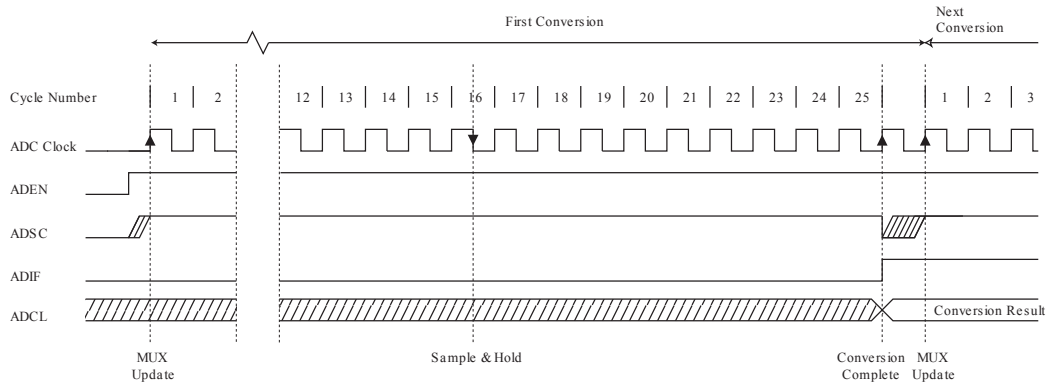 First Conversion
Next
Conversion
Cycle Number 1 2 12 13 14 15 16 17 18 19 20 21 22 23 24 25 1 2 3
ADC Clock
ADEN
ADSC
ADIF
ADCL
Conversion Result
MUX
Update
Sample & Hold
Conversion
Complete
MUX
Update